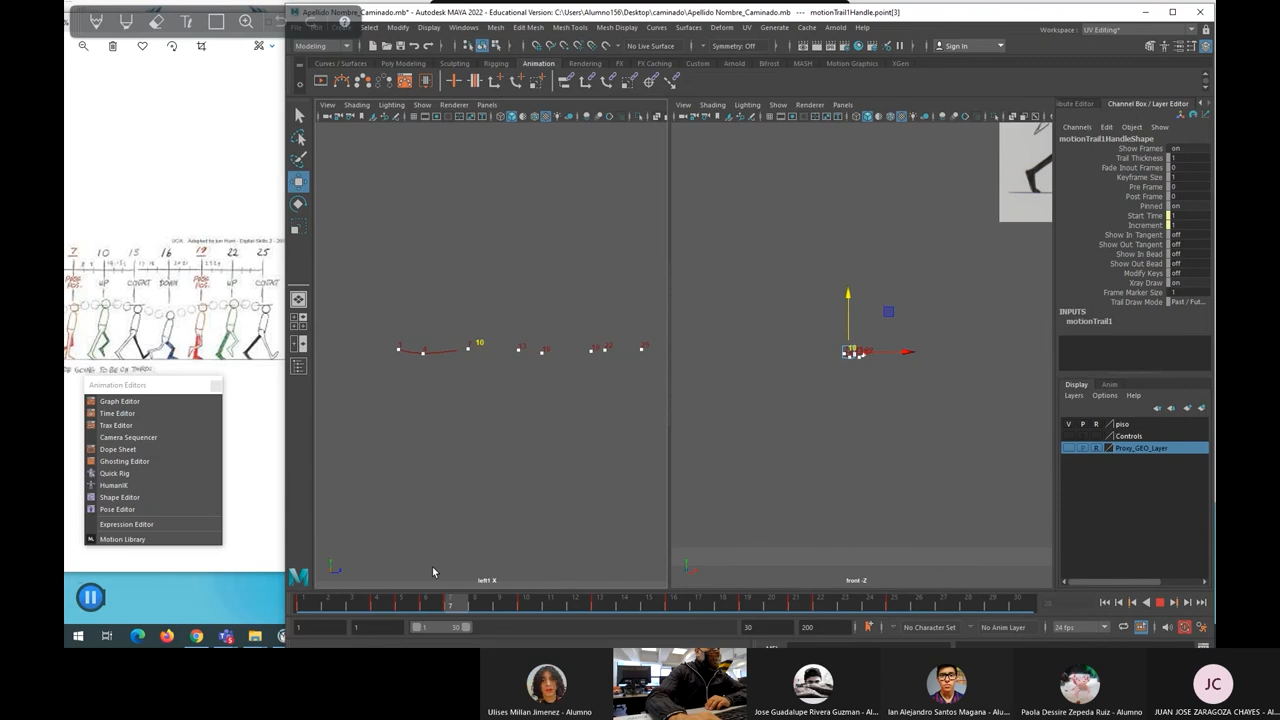 Apellido Nombre_Caminado.mb* - Autodesk MAYA 2022 - Educational Version: C:\Users\Alumno156\Desktop\caminado\Apellido Nombre_Caminado.mb --- motionTrail1Handle.point[3]
Modify Display Windows Mesh Edit Mesh Mesh Tools Mesh Display Curves Surfaces Deform UV Generate Cache Arnold Help
Workspace : UV Editing*
Modeling No Live Surface Symmetry: Off Sign In
Curves / Surfaces Poly Modeling Sculpting Rigging Animation Rendering FX FX Caching Custom Arnold Bifrost MASH Motion Graphics XGen
View Shading Lighting Show Renderer Panels
View Shading Lighting Show Renderer Panels
Channel Box / Layer Editor
Channels Edit Object Show
motionTrail1HandleShape
Show Frames on
Trail Thickness 1
Fade Inout Frames 0
Keyframe Size 1
Pre Frame 0
Post Frame 0
Pinned on
Start Time 1
Increment 1
Show In Tangent off
Show Out Tangent off
Show In Bead off
Show Out Bead off
Modify Keys off
Xray Draw on
Frame Marker Size 1
Trail Draw Mode Past / Fut...
INPUTS
motionTrail1
7 10 13 16 19 22 25
UP CONTACT DOWN UP
Animation Editors
Graph Editor
Time Editor
Trax Editor
Camera Sequencer
Dope Sheet
Ghosting Editor
Quick Rig
HumanIK
Shape Editor
Pose Editor
Expression Editor
Motion Library
Display Anim
Layers Options Help
V P R piso
Controls
R Proxy_GEO_Layer
left1 X
front -Z
1 1 1 30 30 200 No Character Set No Anim Layer 24 fps
Ulises Millan Jimenez - Alumno
Jose Guadalupe Rivera Guzman - Al...
Ian Alejandro Santos Magana - Alu...
Paola Dessire Zepeda Ruiz - Alumno
JC
JUAN JOSE ZARAGOZA CHAYES - AL...